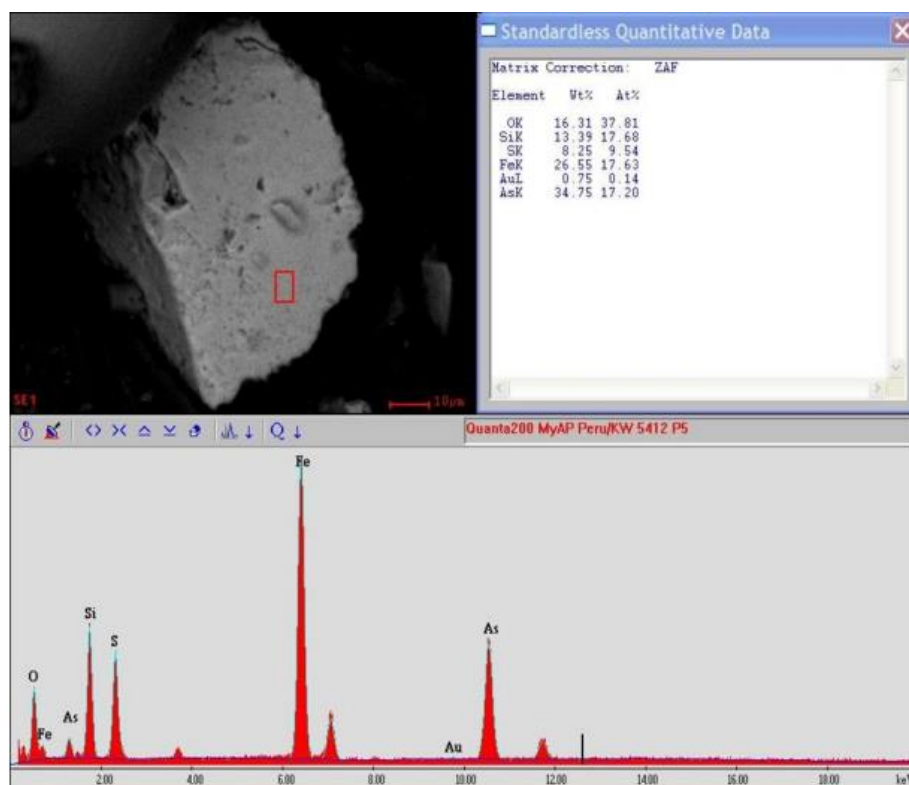 Standardless Quantitative Data
Matrix Correction: ZAF
Element Wt% At%
OK 16.31 37.81
SiK 13.39 17.68
SK 8.25 9.54
FeK 26.55 17.63
AuL 0.75 0.14
AsK 34.75 17.20
SE1
10µm
Quanta200 MyAP Peru/KW 5412 P5
Fe
Si
S
As
O
As
Fe
Au
2.00 4.00 6.00 8.00 10.00 12.00 14.00 16.00 18.00 keV